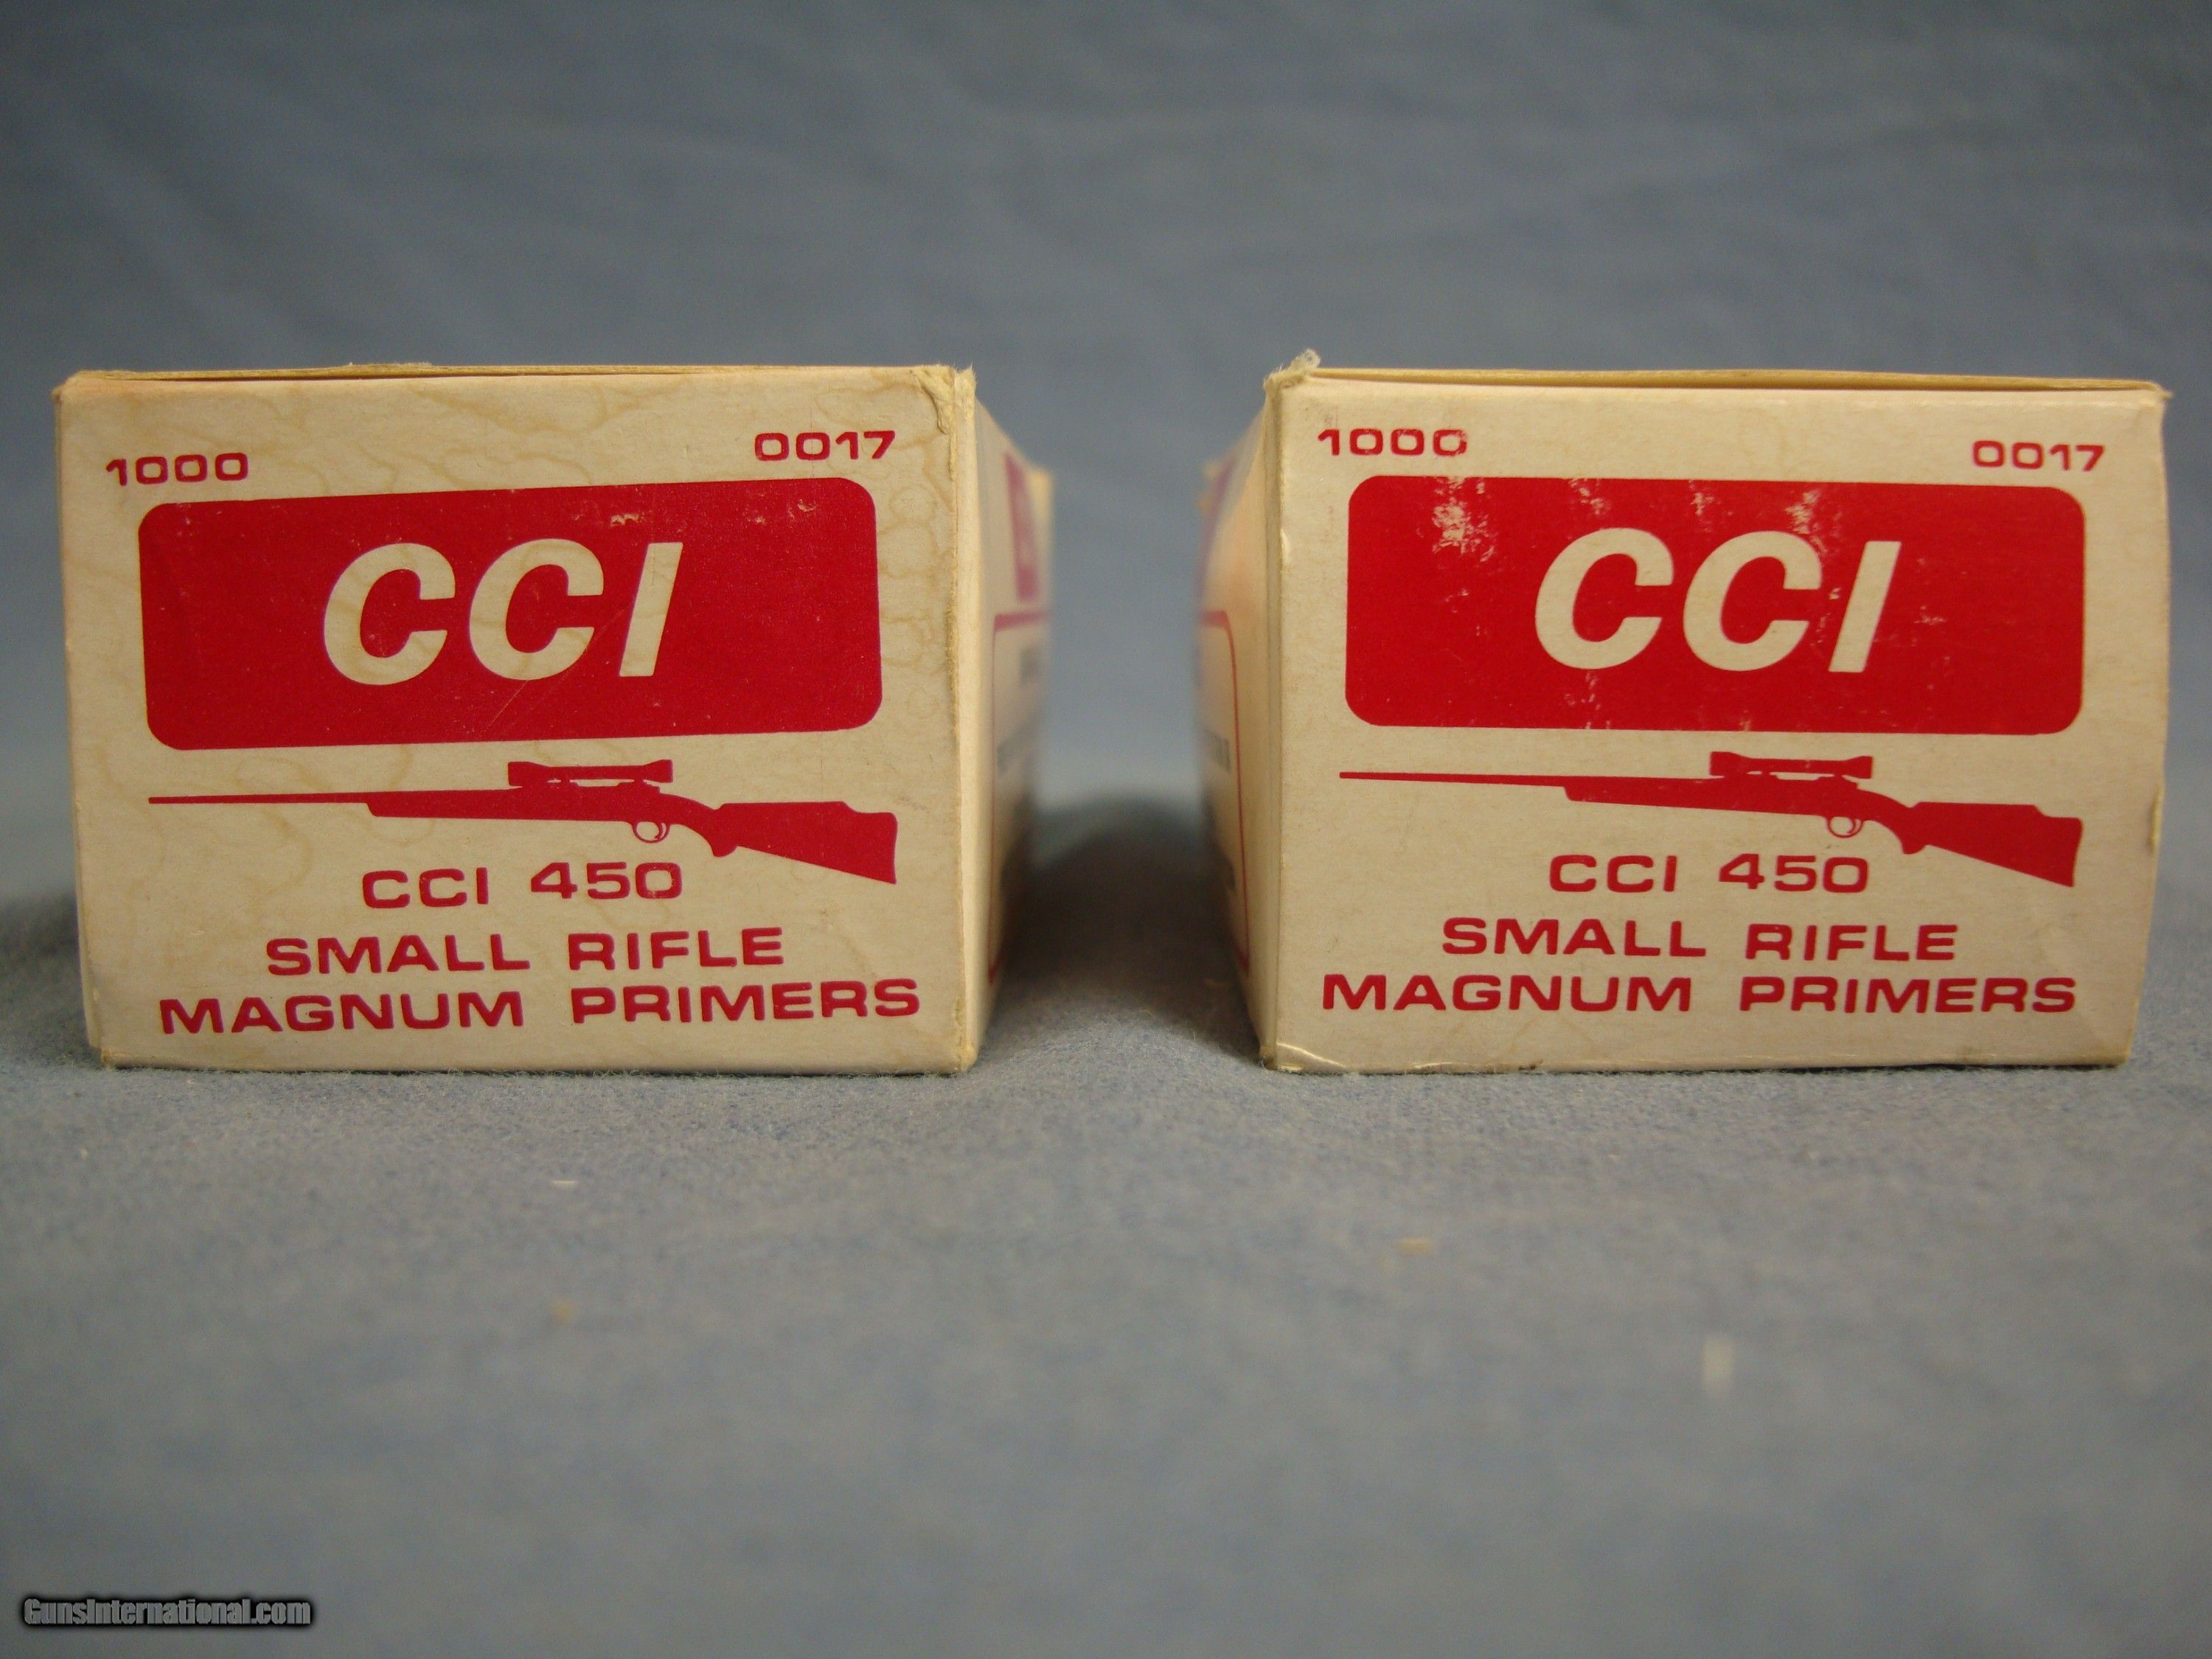 1000 0017
CCI
CCI 450
SMALL RIFLE
MAGNUM PRIMERS
1000 0017
CCI
CCI 450
SMALL RIFLE
MAGNUM PRIMERS
GunsInternational.com